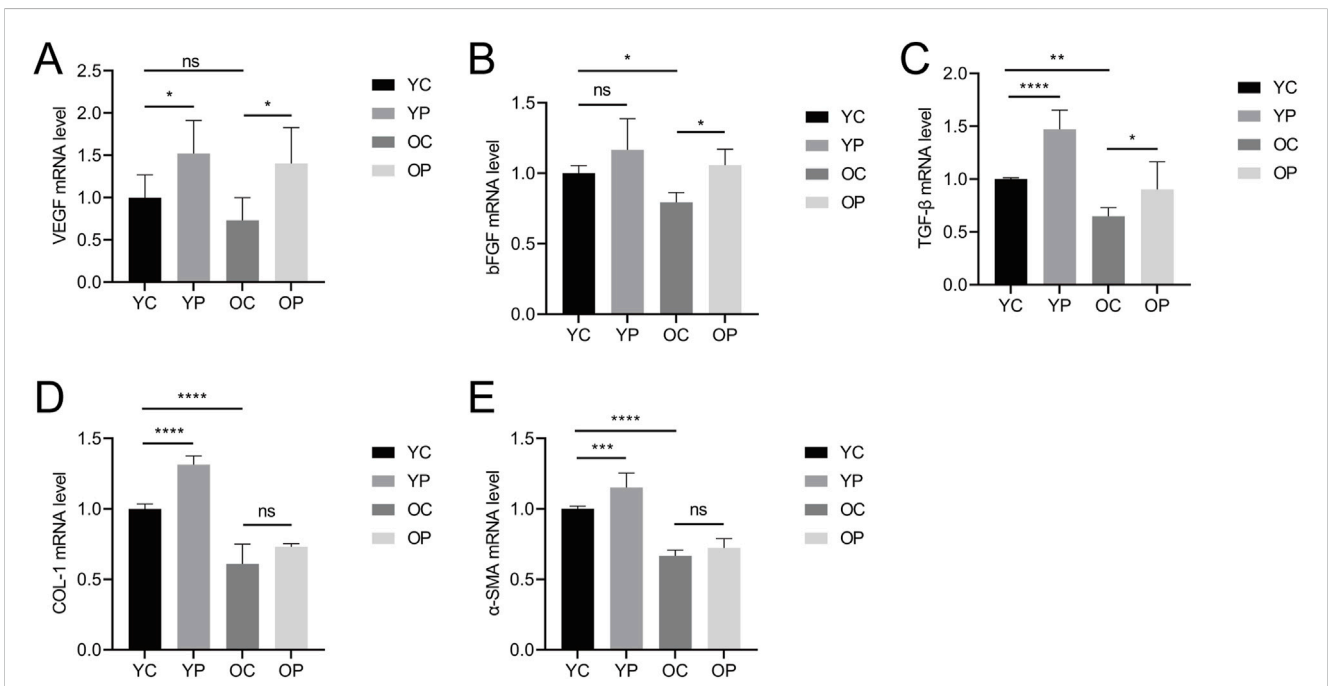 A
VEGF mRNA level
2.5
2.0
1.5
1.0
0.5
0.0
ns
*
*
YC
YP
OC
OP
YC
YP
OC
OP
B
bFGF mRNA level
1.5
1.0
0.5
0.0
*
ns
*
YC
YP
OC
OP
YC
YP
OC
OP
C
TGF-β mRNA level
2.0
1.5
1.0
0.5
0.0
**
****
*
YC
YP
OC
OP
YC
YP
OC
OP
D
COL-1 mRNA level
1.5
1.0
0.5
0.0
****
****
ns
YC
YP
OC
OP
YC
YP
OC
OP
E
α-SMA mRNA level
1.5
1.0
0.5
0.0
****
***
ns
YC
YP
OC
OP
YC
YP
OC
OP